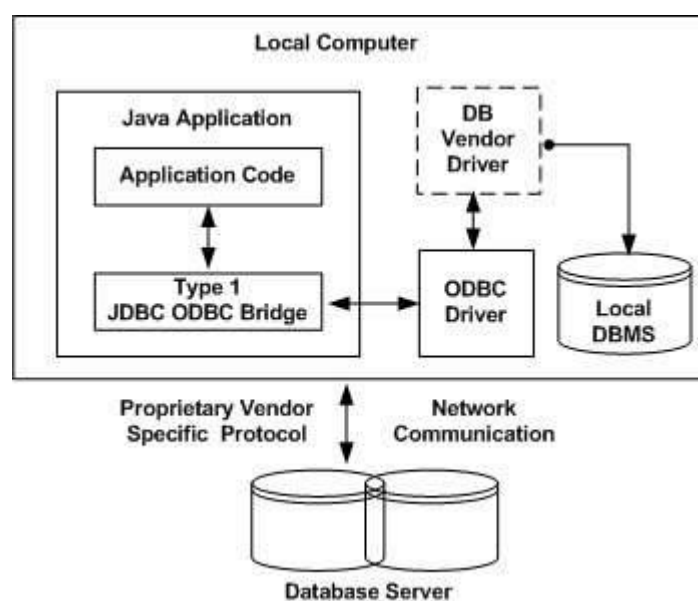 Local Computer
Java Application
Application Code
Type 1
JDBC ODBC Bridge
DB
Vendor
Driver
ODBC
Driver
Local
DBMS
Proprietary Vendor
Specific Protocol
Network
Communication
Database Server